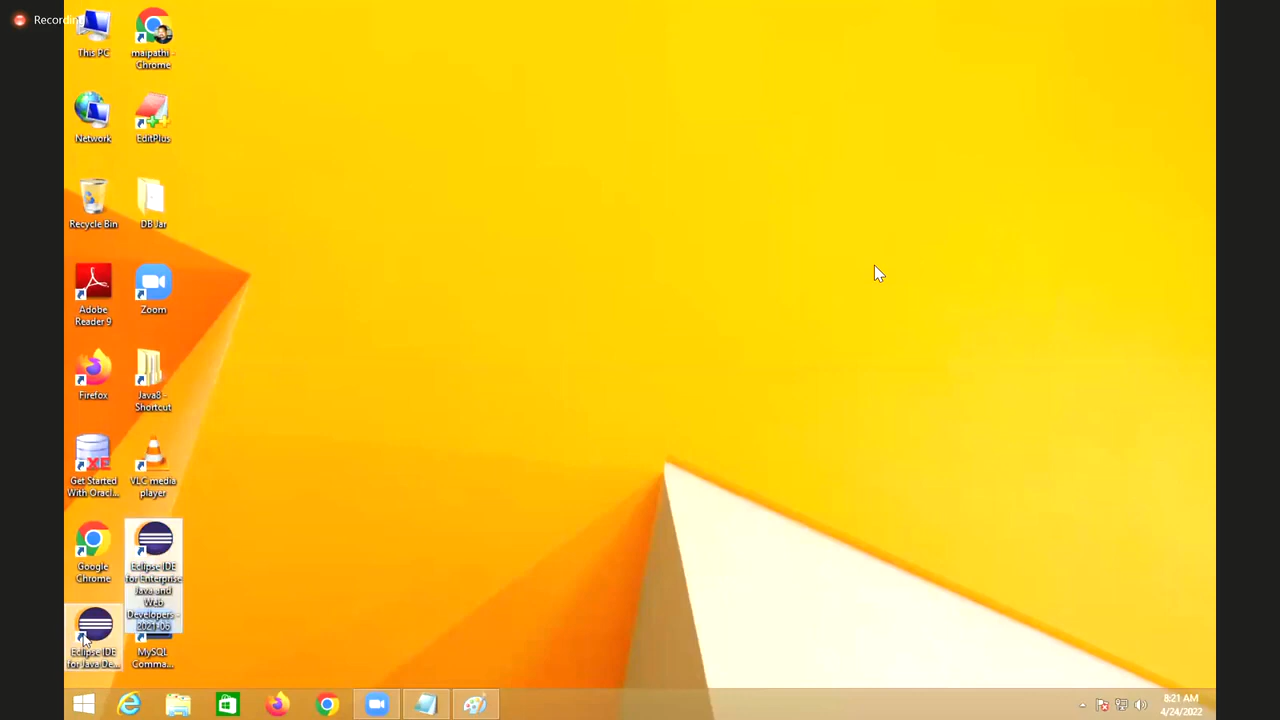 Recording
This PC
maipathi -
Chrome
Network
EditPlus
Recycle Bin
DB Jar
Adobe
Reader 9
Zoom
Firefox
Java8 -
Shortcut
Get Started
With Oracl...
VLC media
player
Google
Chrome
Eclipse IDE
for Enterprise
Java and
Web
Developers -
2021-06
Eclipse IDE
for Java De...
MySQL
Comma...
8:21 AM
4/24/2022